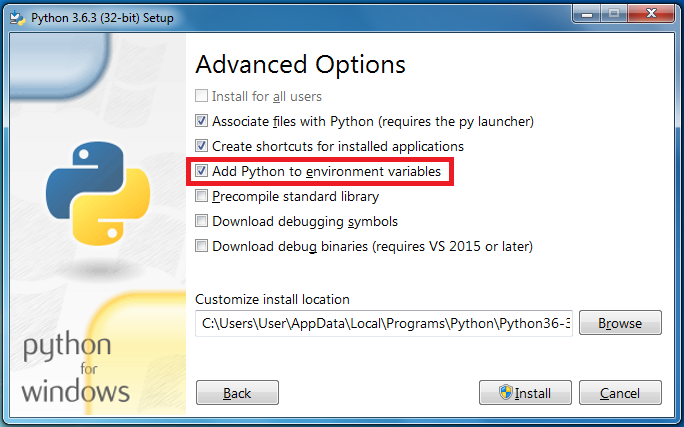 Python 3.6.3 (32-bit) Setup
Advanced Options
Install for all users
Associate files with Python (requires the py launcher)
Create shortcuts for installed applications
Add Python to environment variables
Precompile standard library
Download debugging symbols
Download debug binaries (requires VS 2015 or later)
Customize install location
C:\Users\User\AppData\Local\Programs\Python\Python36-3
Browse
python
for
windows
Back
Install
Cancel